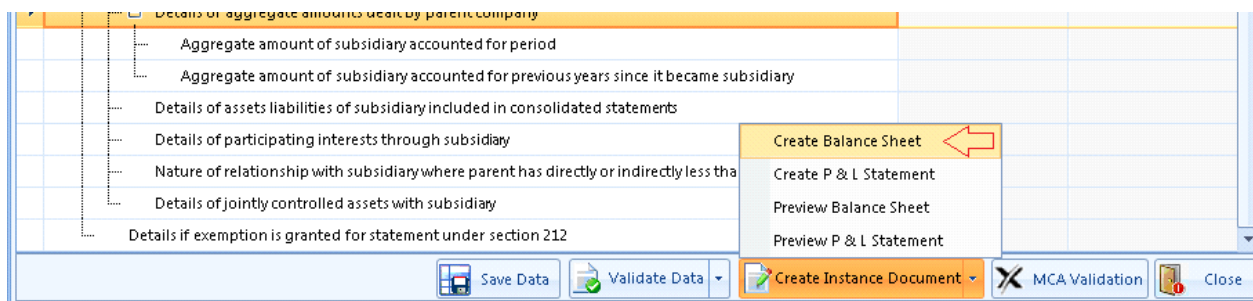 Details of aggregate amounts dealt by parent company
Aggregate amount of subsidiary accounted for period
Aggregate amount of subsidiary accounted for previous years since it became subsidiary
Details of assets liabilities of subsidiary included in consolidated statements
Details of participating interests through subsidiary
Nature of relationship with subsidiary where parent has directly or indirectly less tha
Details of jointly controlled assets with subsidiary
Details if exemption is granted for statement under section 212
Create Balance Sheet
Create P & L Statement
Preview Balance Sheet
Preview P & L Statement
Save Data Validate Data Create Instance Document MCA Validation Close